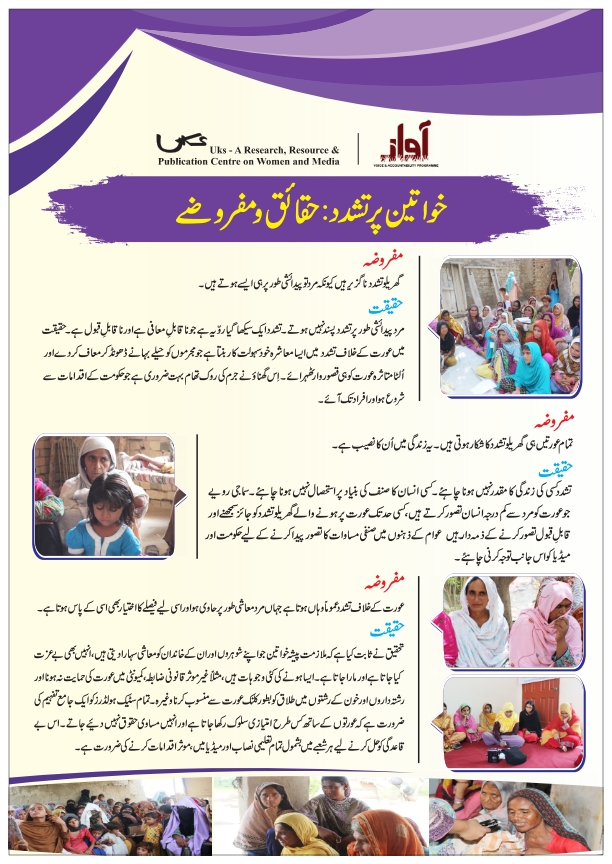 عکس
Uks - A Research, Resource &
Publication Centre on Women and Media
آواز
VOICE & ACCOUNTABILITY PROGRAMME
خواتین پر تشدد: حقائق و مفروضے
مفروضہ
گھریلو تشدد ناگزیر ہیں کیونکہ مرد تو پیدائشی طور پر ہی ایسے ہوتے ہیں۔
حقیقت
مرد پیدائشی طور پر تشدد پسند نہیں ہوتے۔ تشدد ایک سیکھا گیا رویّہ ہے جو نا قابلِ معافی ہے اور نا قابلِ قبول ہے۔ حقیقت
میں عورت کے خلاف تشدد میں ایسا معاشرہ خود سہولت کار بنتا ہے جو مجرموں کو حیلے بہانے ڈھونڈ کر معاف کر دے اور
اُلٹا متاثرہ عورت کو ہی قصور وار ٹھہرائے۔ اِس گھناؤنے جرم کی روک تھام بہت ضروری ہے جو حکومت کے اقدامات سے
شروع ہو اور افراد تک آئے۔
مفروضہ
تمام عورتیں ہی گھریلو تشدد کا شکار ہوتی ہیں۔ یہ زندگی میں اُن کا نصیب ہے۔
حقیقت
تشدد کسی کی زندگی کا مقدر نہیں ہونا چاہئے۔ کسی انسان کا صنف کی بنیاد پر استحصال نہیں ہونا چاہئے۔ سماجی رویے
جو عورت کو مرد سے کم درجہ انسان تصور کرتے ہیں، کسی حد تک عورت پر ہونے والے گھریلو تشدد کو جائز سمجھنے اور
قابلِ قبول تصور کرنے کے ذمہ دار ہیں۔ عوام کے ذہنوں میں صنفی مساوات کا تصور پیدا کرنے کے لیے حکومت اور
میڈیا کو اس جانب توجہ کرنی چاہئے۔
مفروضہ
عورت کے خلاف تشدد عموماً وہاں ہوتا ہے جہاں مرد معاشی طور پر حاوی ہو اور اسی لیے فیصلے کا اختیار بھی اسی کے پاس ہوتا ہے۔
حقیقت
تحقیق نے ثابت کیا ہے کہ ملازمت پیشہ خواتین جو اپنے شوہروں اور ان کے خاندان کو معاشی سہارا دیتی ہیں، انہیں بھی بے عزت
کیا جاتا ہے اور مارا جاتا ہے۔ ایسا ہونے کی کئی وجوہات ہیں، مثلاً غیر موثر قانونی ضابطہ، کمیونٹی میں عورت کی حمایت نہ ہونا اور
رشتہ داروں اور خون کے رشتوں میں طلاق کو بطور کلنک عورت سے منسوب کرنا وغیرہ۔ تمام سٹیک ہولڈرز کو ایک جامع تفہیم کی
ضرورت ہے کہ عورتوں کے ساتھ کس طرح امتیازی سلوک رکھا جاتا ہے اور انہیں مساوی حقوق نہیں دیئے جاتے۔ اس بے
قاعدگی کو حل کرنے لیے ہر شعبے میں بشمول تمام تعلیمی نصاب اور میڈیا میں، موثر اقدامات کرنے کی ضرورت ہے۔